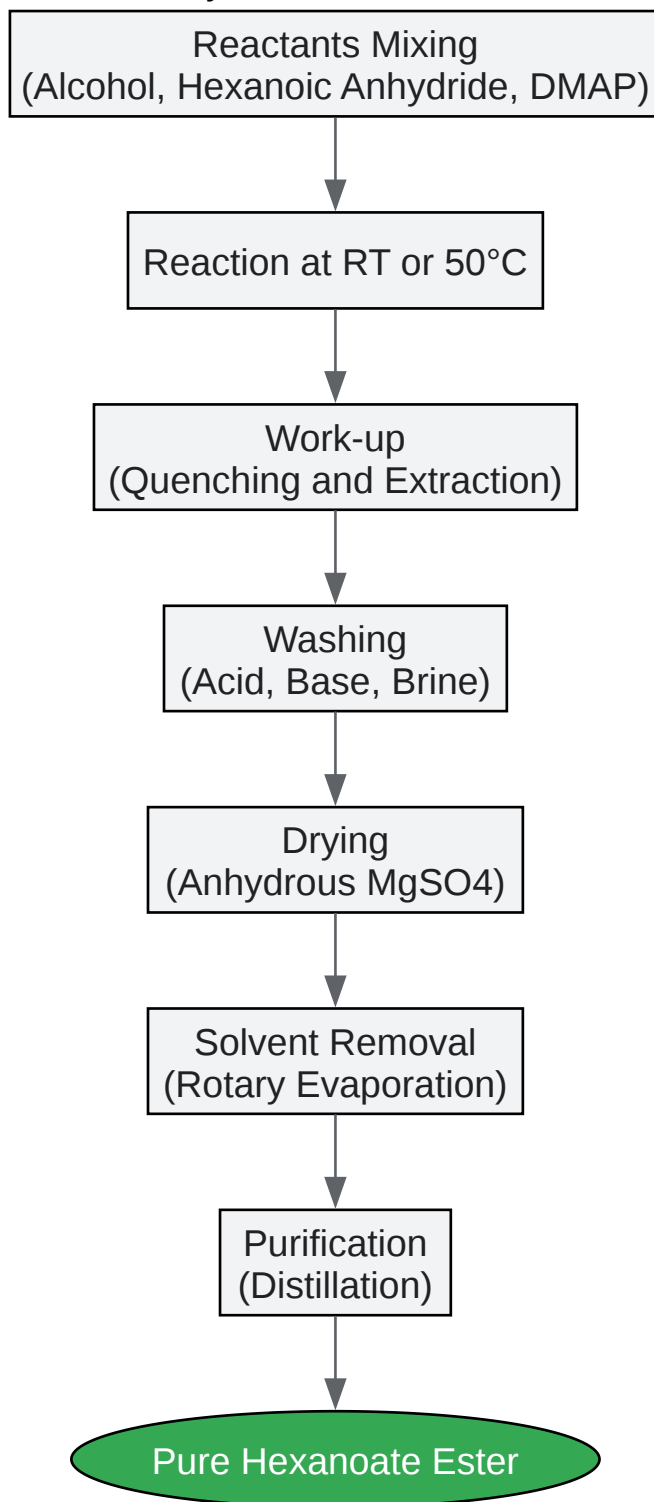 Reactants Mixing
(Alcohol, Hexanoic Anhydride, DMAP)
Reaction at RT or 50°C
Work-up
(Quenching and Extraction)
Washing
(Acid, Base, Brine)
Drying
(Anhydrous MgSO4)
Solvent Removal
(Rotary Evaporation)
Purification
(Distillation)
Pure Hexanoate Ester